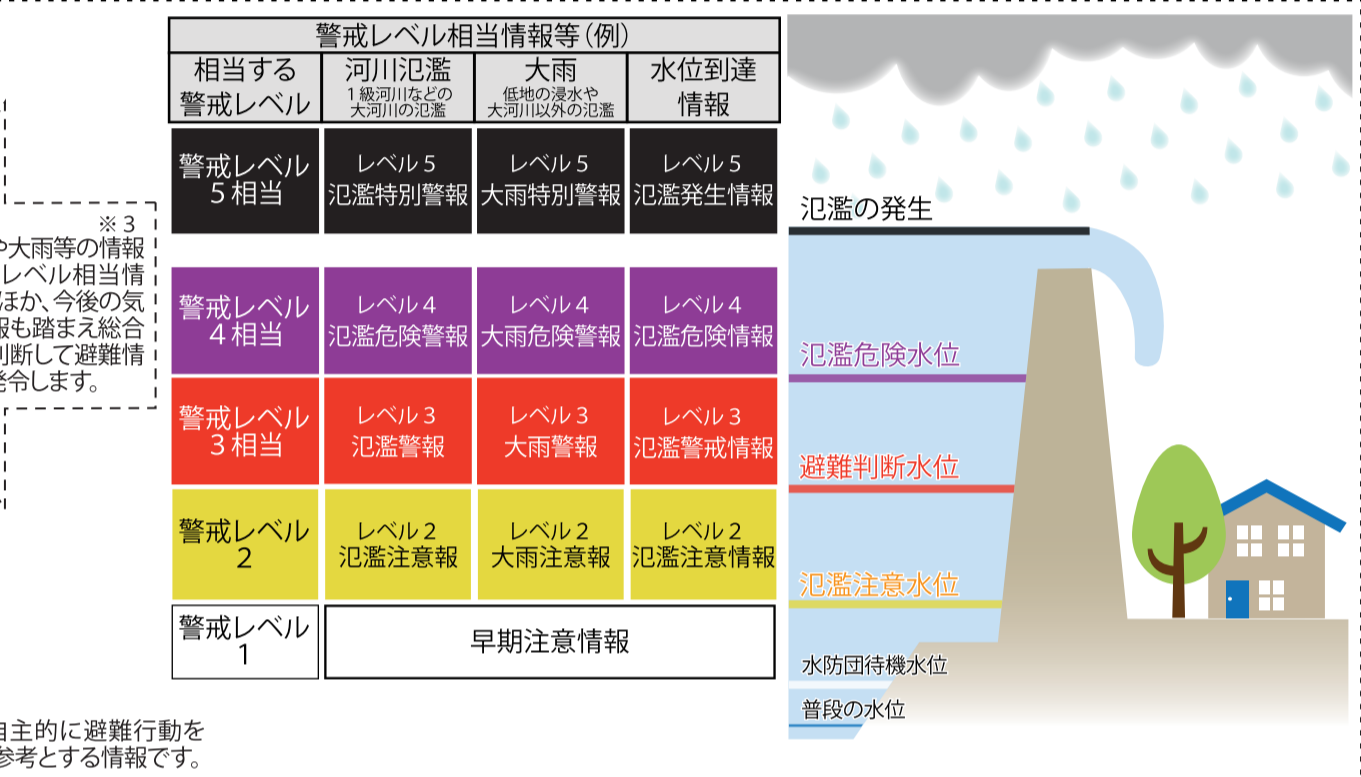 警戒レベル相当情報等(例)
相当する
警戒レベル
河川氾濫
1級河川などの
大河川の氾濫
大雨
低地の浸水や
大河川以外の氾濫
水位到達
情報
警戒レベル
5相当
レベル5
氾濫特別警報
レベル5
大雨特別警報
レベル5
氾濫発生情報
警戒レベル
4相当
レベル4
氾濫危険警報
レベル4
大雨危険警報
レベル4
氾濫危険情報
警戒レベル
3相当
レベル3
氾濫警報
レベル3
大雨警報
レベル3
氾濫警戒情報
警戒レベル
2
レベル2
氾濫注意報
レベル2
大雨注意報
レベル2
氾濫注意情報
警戒レベル
1
早期注意情報
※3
や大雨等の情報
レベル相当情
ほか、今後の気
報も踏まえ総合
判断して避難情
発令します。
自主的に避難行動を
参考とする情報です。
氾濫の発生
氾濫危険水位
避難判断水位
氾濫注意水位
水防団待機水位
普段の水位